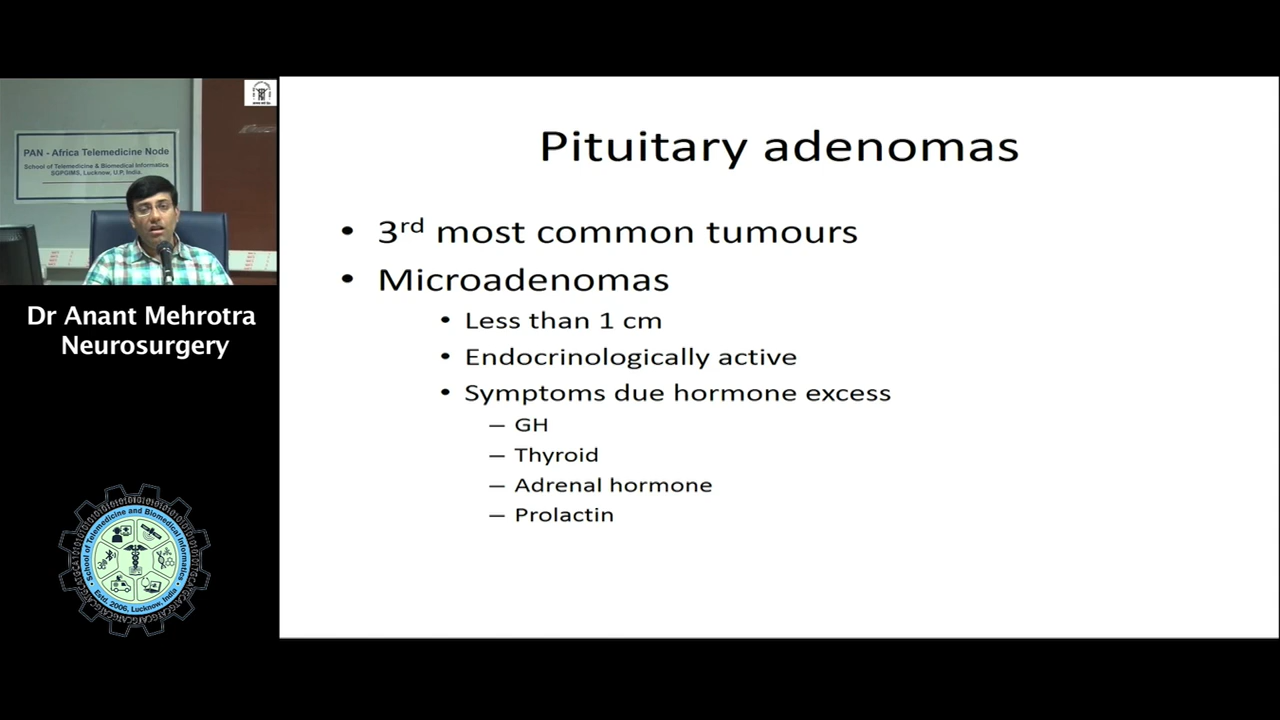 PAN - Africa Telemedicine Node
School of Telemedicine & Biomedical Informatics
SGPGIMS, Lucknow, U.P. India.
Dr Anant Mehrotra
Neurosurgery
School of Telemedicine and Biomedical Informatics
Estd. 2006, Lucknow, India
Pituitary adenomas
• 3rd most common tumours
• Microadenomas
• Less than 1 cm
• Endocrinologically active
• Symptoms due hormone excess
– GH
– Thyroid
– Adrenal hormone
– Prolactin